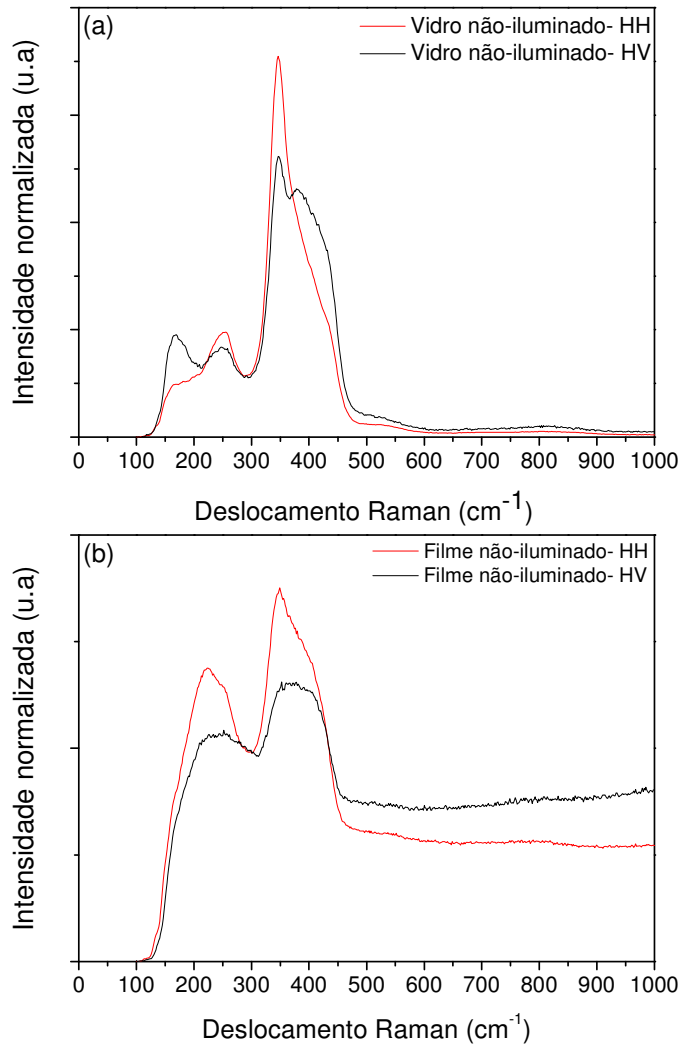 (a)
Vidro não-iluminado- HH
Vidro não-iluminado- HV
Intensidade normalizada (u.a)
0 100 200 300 400 500 600 700 800 900 1000
Deslocamento Raman (cm-1)
(b)
Filme não-iluminado- HH
Filme não-iluminado- HV
Intensidade normalizada (u.a)
0 100 200 300 400 500 600 700 800 900 1000
Deslocamento Raman (cm-1)